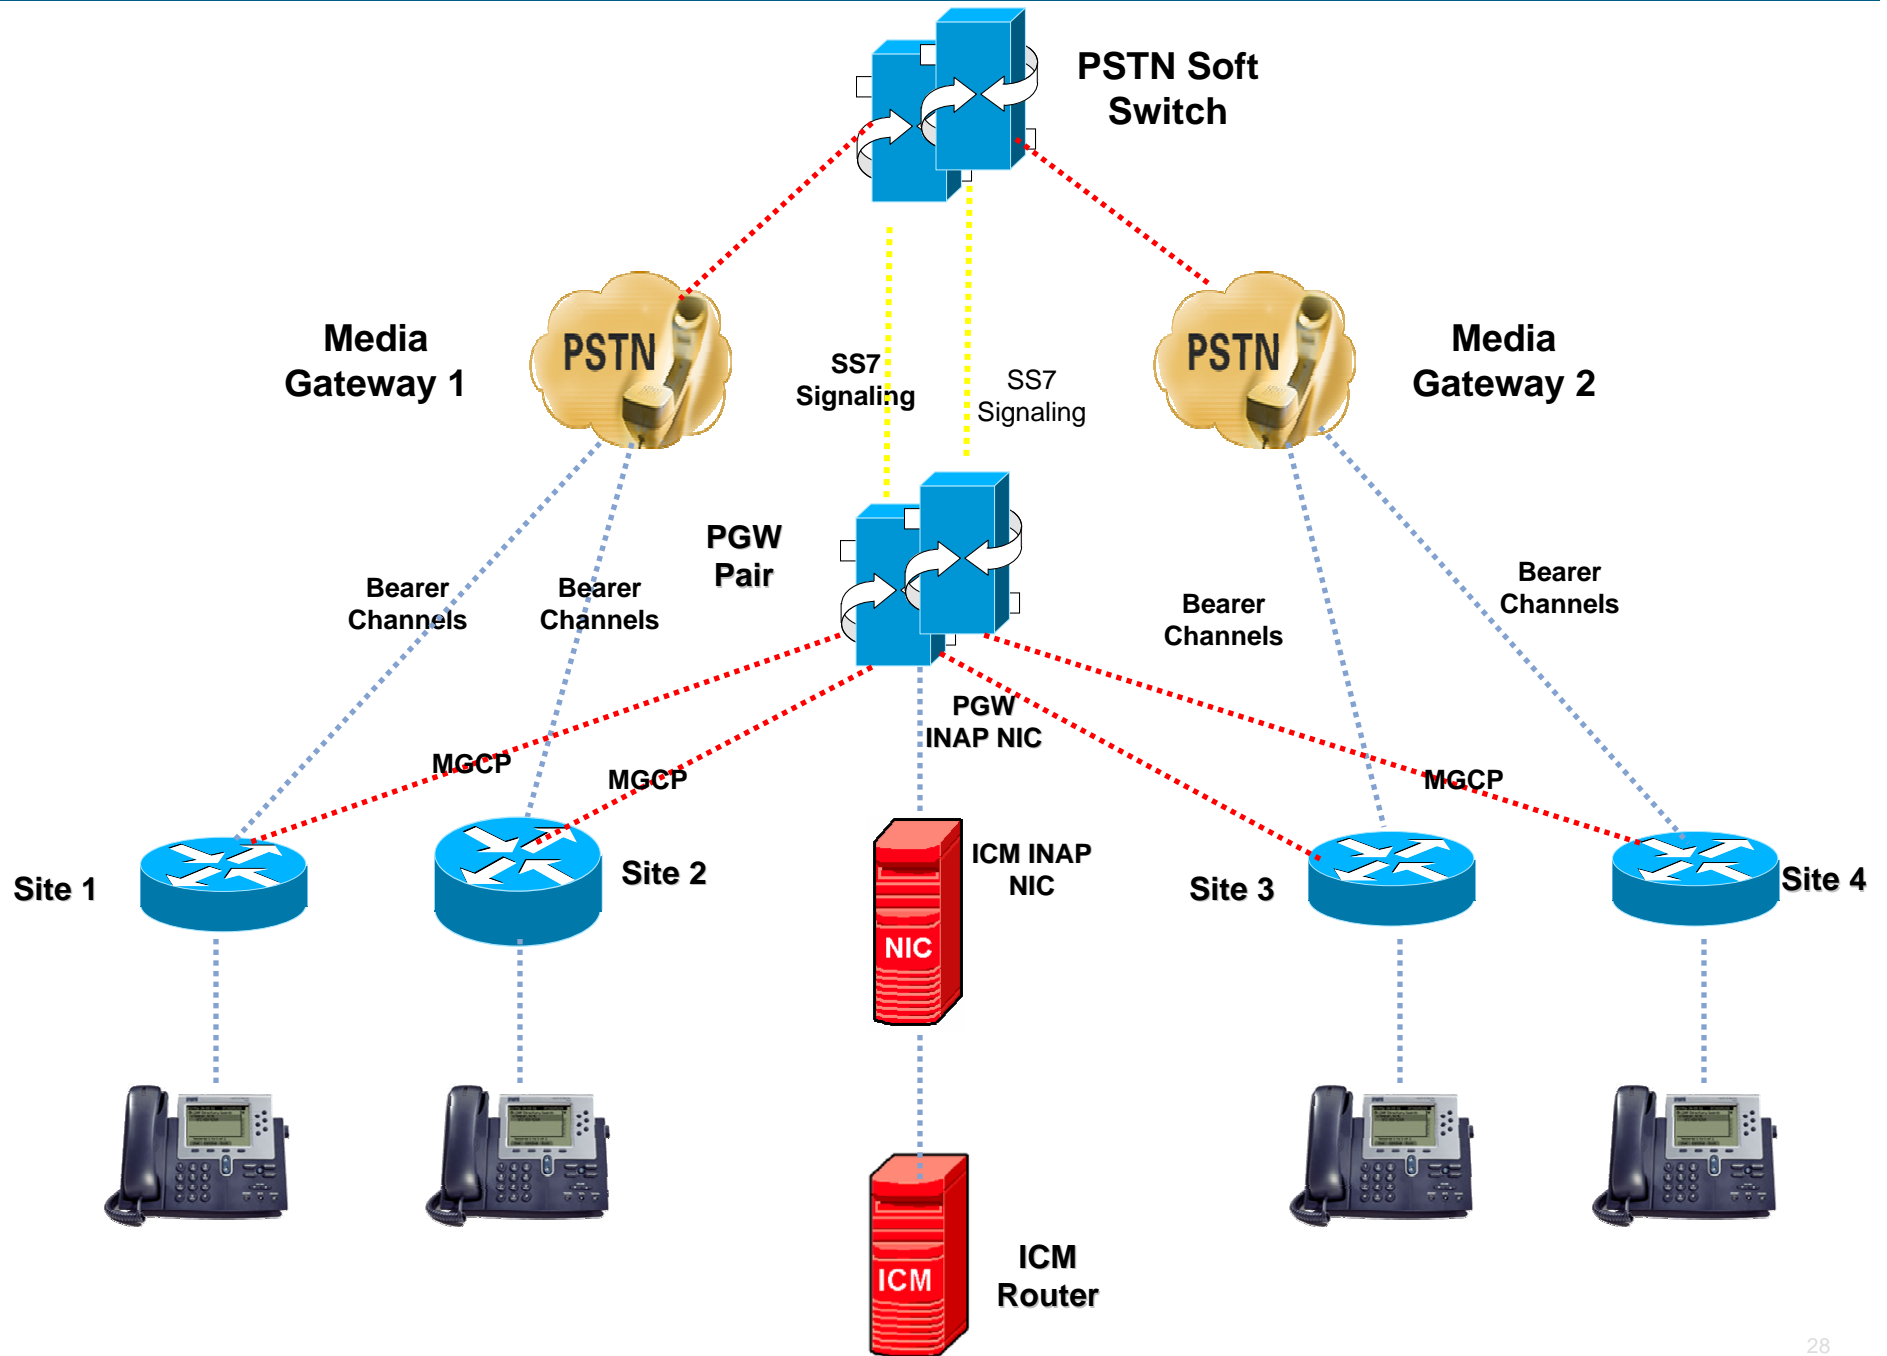 PSTN Soft
Switch
Media
Gateway 1
PSTN
SS7
Signaling
SS7
Signaling
PSTN
Media
Gateway 2
PGW
Pair
Bearer
Channels
Bearer
Channels
Bearer
Channels
Bearer
Channels
PGW
INAP NIC
MGCP
MGCP
MGCP
Site 1
Site 2
ICM INAP
NIC
NIC
Site 3
Site 4
ICM
ICM
Router
28